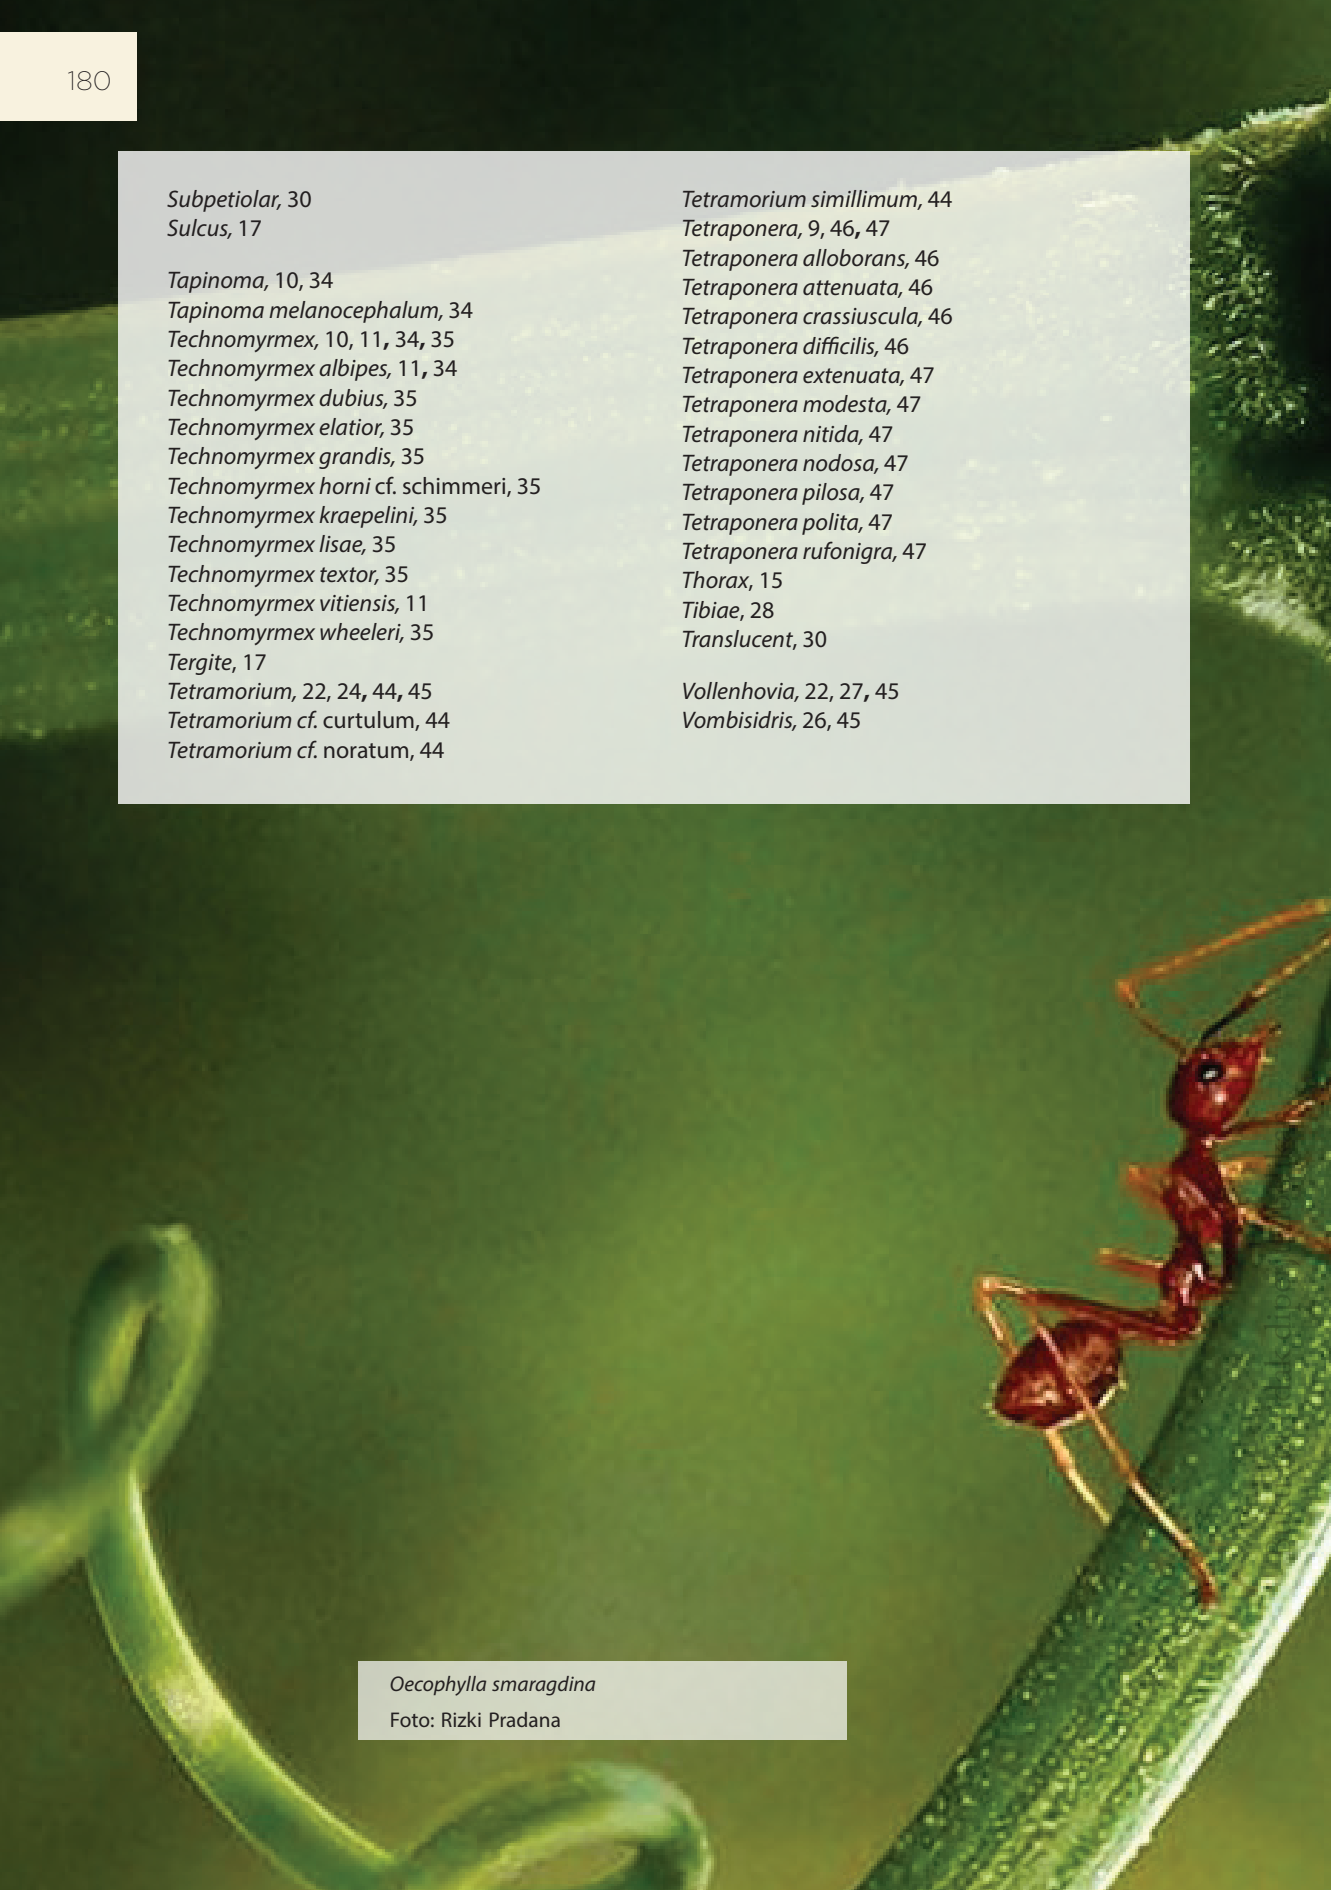 180
Subpetiolar, 30
Sulcus, 17
Tapinoma, 10, 34
Tapinoma melanocephalum, 34
Technomyrmex, 10, 11, 34, 35
Technomyrmex albipes, 11, 34
Technomyrmex dubius, 35
Technomyrmex elatior, 35
Technomyrmex grandis, 35
Technomyrmex horni cf. schimmeri, 35
Technomyrmex kraepelini, 35
Technomyrmex lisae, 35
Technomyrmex textor, 35
Technomyrmex vitiensis, 11
Technomyrmex wheeleri, 35
Tergite, 17
Tetramorium, 22, 24, 44, 45
Tetramorium cf. curtulum, 44
Tetramorium cf. noratum, 44
Tetramorium simillimum, 44
Tetraponera, 9, 46, 47
Tetraponera alloborans, 46
Tetraponera attenuata, 46
Tetraponera crassiuscula, 46
Tetraponera difficilis, 46
Tetraponera extenuata, 47
Tetraponera modesta, 47
Tetraponera nitida, 47
Tetraponera nodosa, 47
Tetraponera pilosa, 47
Tetraponera polita, 47
Tetraponera rufonigra, 47
Thorax, 15
Tibiae, 28
Translucent, 30
Vollenhovia, 22, 27, 45
Vombisidris, 26, 45
Oecophylla smaragdina
Foto: Rizki Pradana